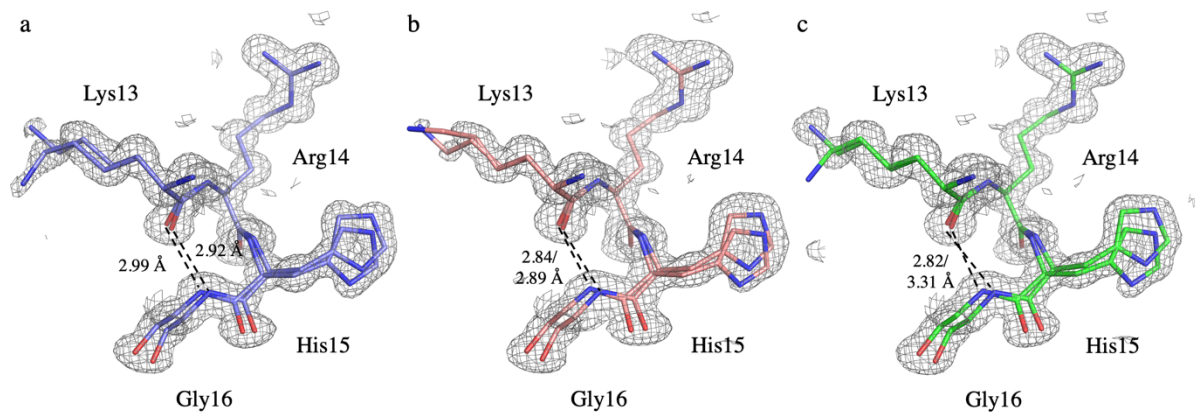 a
Lys13
Arg14
2.99 Å
2.92 Å
His15
Gly16
b
Lys13
Arg14
2.84/
2.89 Å
His15
Gly16
c
Lys13
Arg14
2.82/
3.31 Å
His15
Gly16